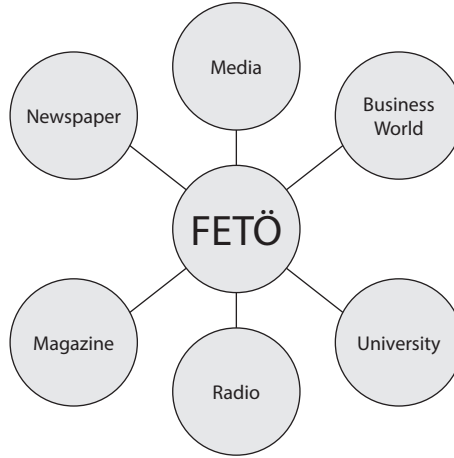 Media
Newspaper
Business
World
FETÖ
Magazine
University
Radio